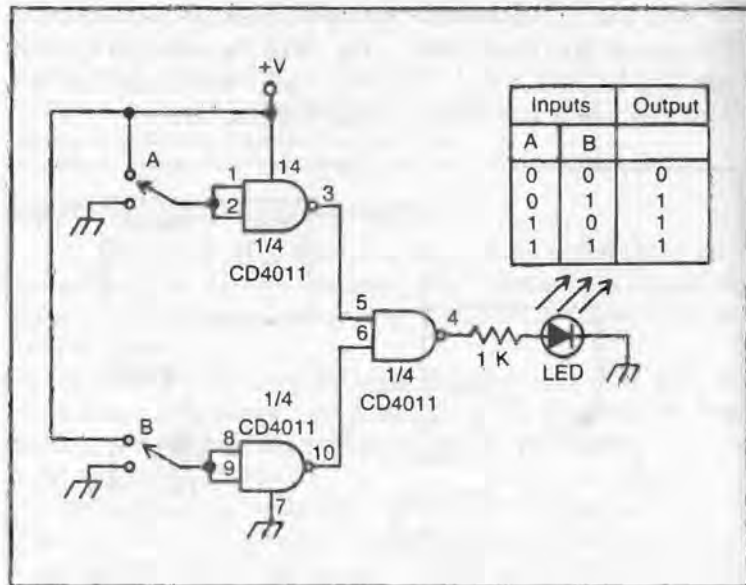 +V
Inputs Output
A B
0 0 0
0 1 1
1 0 1
1 1 1
A
1
2
14
3
1/4
CD4011
5
6
4
1 K
LED
1/4
CD4011
B
1/4
CD4011
8
9
10
7